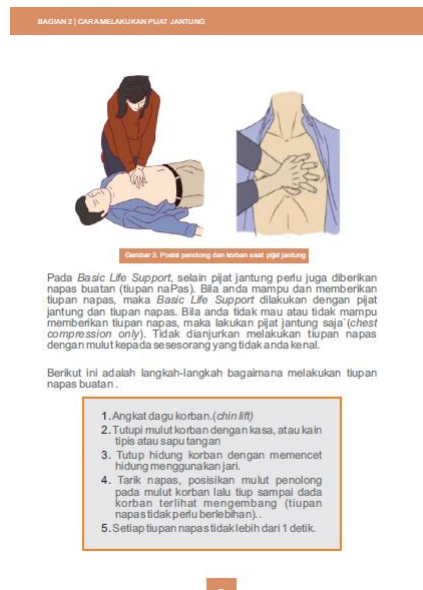 BAGIAN 2 | CARA MELAKUKAN PIJAT JANTUNG
Gambar 3. Posisi pendong dan korban saat pijat jantung
Pada Basic Life Support, selain pijat jantung perlu juga diberikan
napas buatan (tiupan naPas). Bila anda mampu dan memberikan
tiupan napas, maka Basic Life Support dilakukan dengan pijat
jantung dan tiupan napas. Bila anda tidak mau atau tidak mampu
memberikan tiupan napas, maka lakukan pijat jantung saja`(chest
compression only). Tidak dianjurkan melakukan tiupan napas
dengan mulut kepada sesesorang yang tidak anda kenal.
Berikut ini adalah langkah-langkah bagaimana melakukan tiupan
napas buatan .
1. Angkat dagu korban.(chin lift)
2. Tutupi mulut korban dengan kasa, atau kain
tipis atau sapu tangan
3. Tutup hidung korban dengan memencet
hidung menggunakan jari.
4. Tarik napas, posisikan mulut penolong
pada mulut korban lalu tiup sampai dada
korban terlihat mengembang (tiupan
napas tidak perlu berlebihan)..
5. Setiap tiupan napas tidak lebih dari 1 detik.